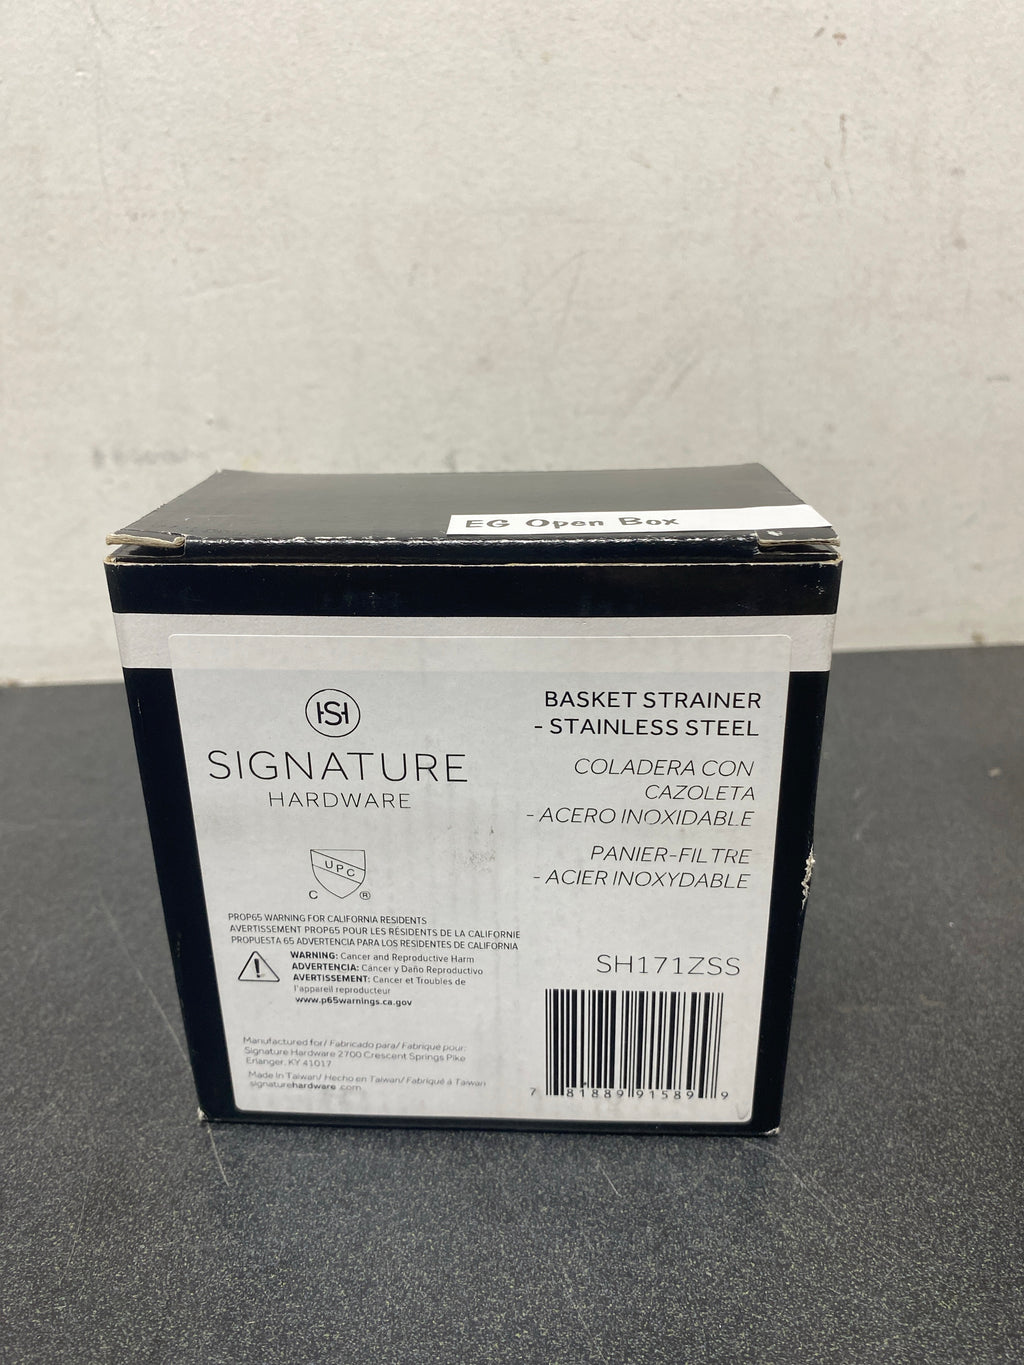 EG Open Box
SH
SIGNATURE
HARDWARE
BASKET STRAINER
- STAINLESS STEEL
COLADERA CON
CAZOLETA
- ACERO INOXIDABLE
PANIER-FILTRE
- ACIER INOXYDABLE
UPC
C ®
PROP65 WARNING FOR CALIFORNIA RESIDENTS
AVERTISSEMENT PROP65 POUR LES RÉSIDENTS DE LA CALIFORNIE
PROPUESTA 65 ADVERTENCIA PARA LOS RESIDENTES DE CALIFORNIA
WARNING: Cancer and Reproductive Harm
ADVERTENCIA: Cáncer y Daño Reproductivo
AVERTISSEMENT: Cancer et Troubles de
l'appareil reproducteur
www.p65warnings.ca.gov
Manufactured for/ Fabricado para/ Fabriqué pour:
Signature Hardware 2700 Crescent Springs Pike
Erlanger, KY 41017
Made In Taiwan/ Hecho en Taiwan/ Fabriqué à Taiwan
signaturehardware.com
SH171ZSS
7 81889 91589 9